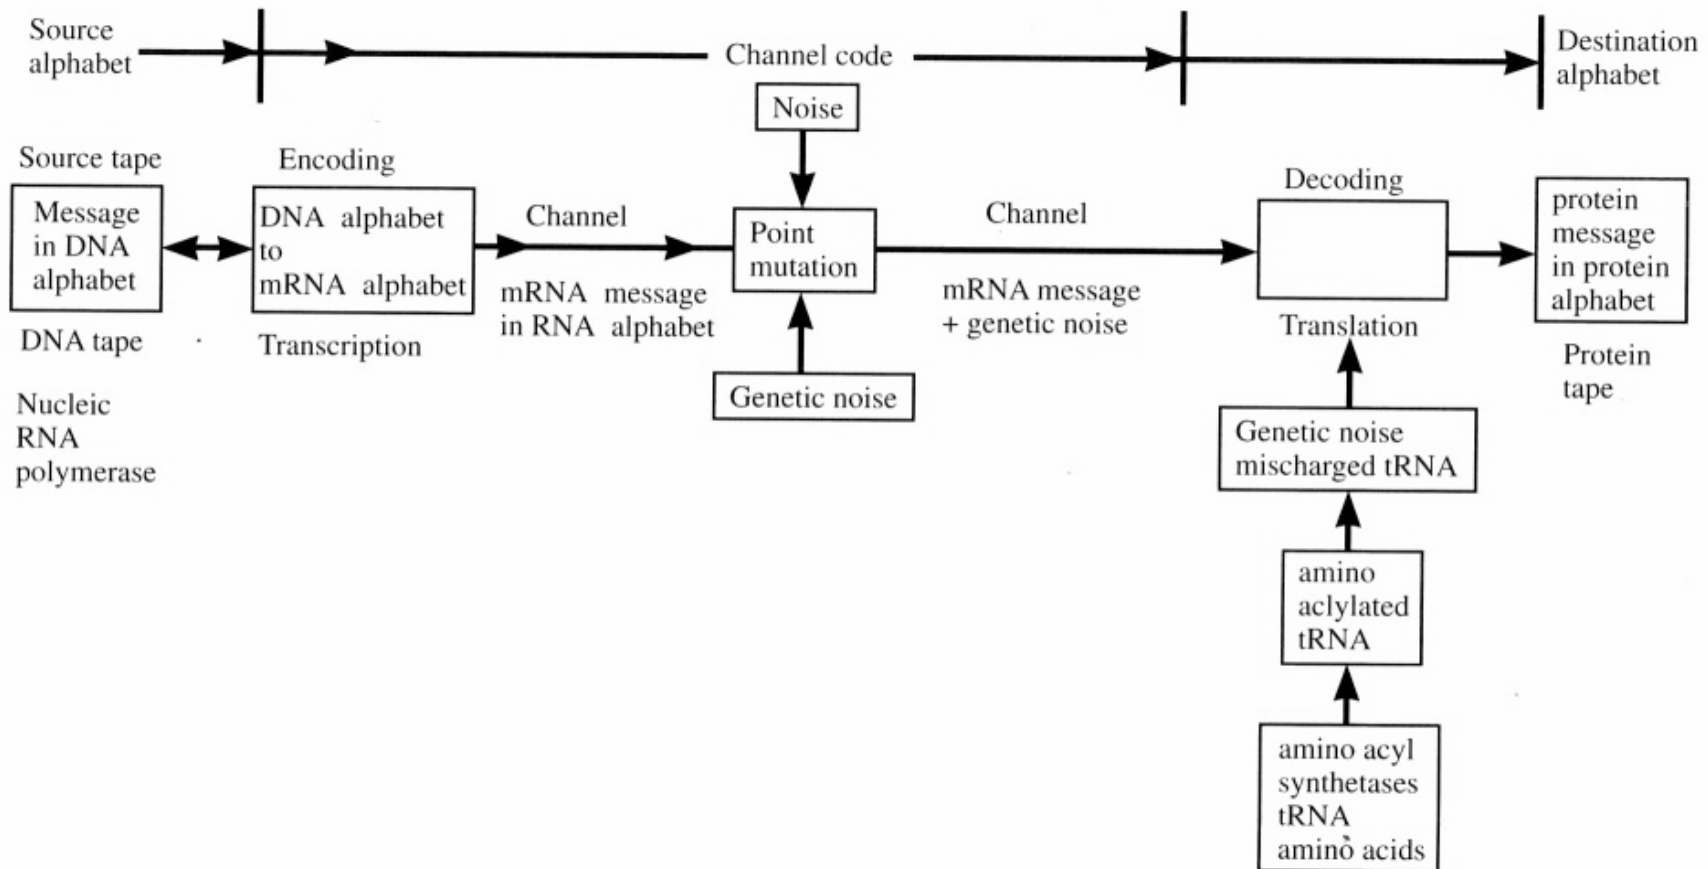 Source
alphabet
Channel code
Destination
alphabet
Noise
Source tape
Encoding
Decoding
Message
in DNA
alphabet
DNA alphabet
to
mRNA alphabet
Channel
Point
mutation
Channel
protein
message
in protein
alphabet
mRNA message
in RNA alphabet
mRNA message
+ genetic noise
DNA tape
Transcription
Translation
Protein
tape
Nucleic
RNA
polymerase
Genetic noise
Genetic noise
mischarged tRNA
amino
aclylated
tRNA
amino acyl
synthetases
tRNA
amino acids